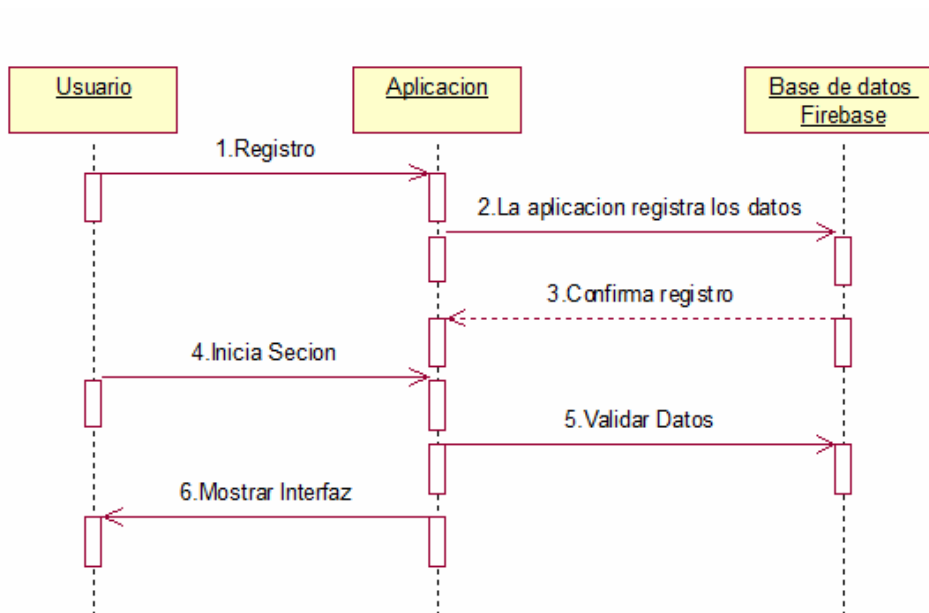 Usuario
Aplicacion
Base de datos
Firebase
1.Registro
2.La aplicacion registra los datos
3.Confirma registro
4.Inicia Secion
5.Validar Datos
6.Mostrar Interfaz